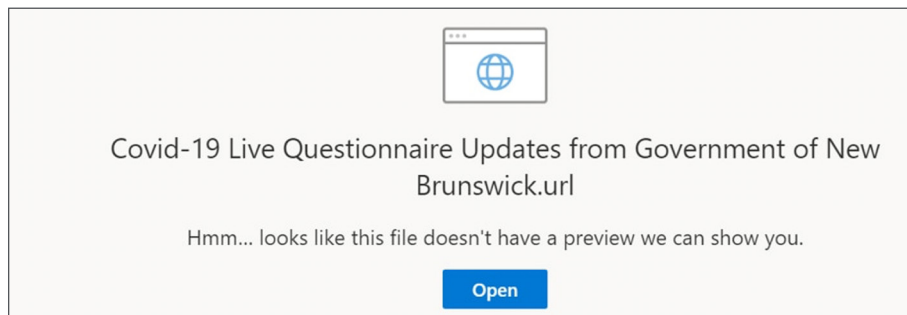 Covid-19 Live Questionnaire Updates from Government of New
Brunswick.url
Hmm... looks like this file doesn't have a preview we can show you.
Open